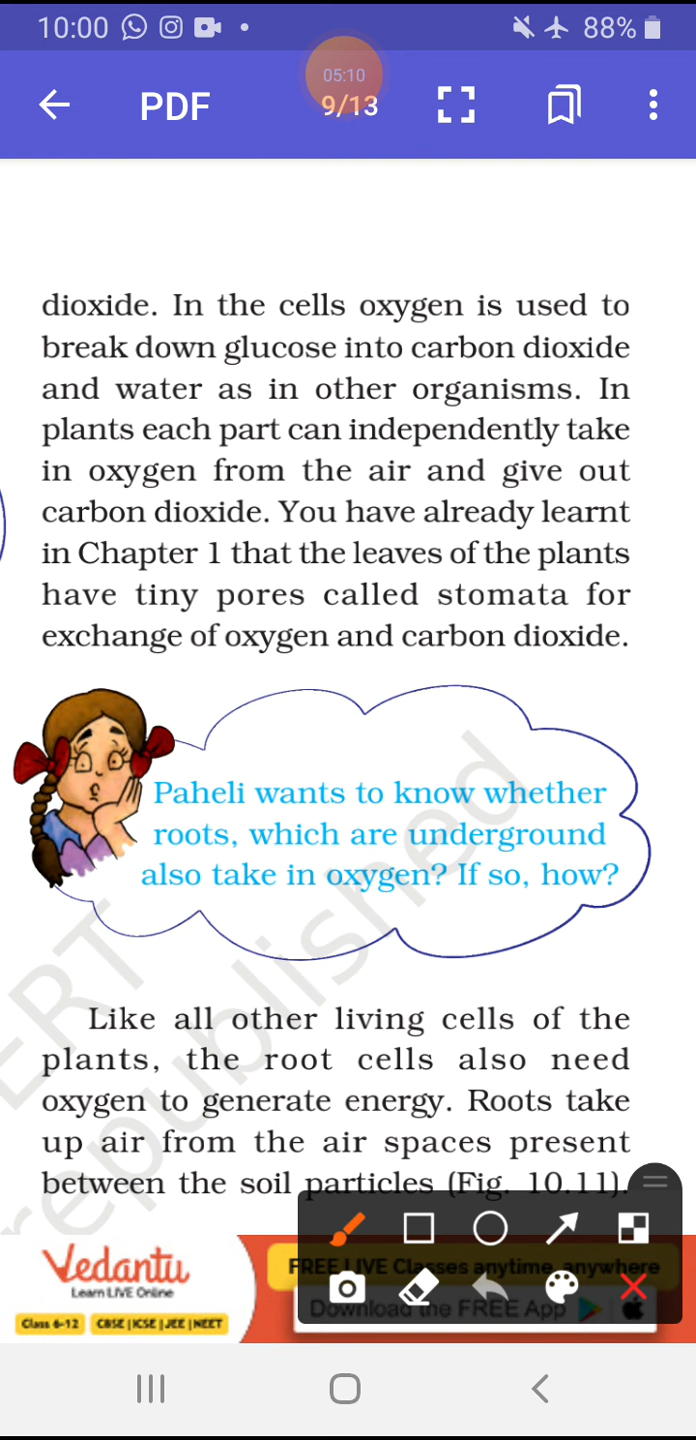 10:00 88%
05:10
PDF 9/13
dioxide. In the cells oxygen is used to
break down glucose into carbon dioxide
and water as in other organisms. In
plants each part can independently take
in oxygen from the air and give out
carbon dioxide. You have already learnt
in Chapter 1 that the leaves of the plants
have tiny pores called stomata for
exchange of oxygen and carbon dioxide.
Paheli wants to know whether
roots, which are underground
also take in oxygen? If so, how?
Like all other living cells of the
plants, the root cells also need
oxygen to generate energy. Roots take
up air from the air spaces present
between the soil particles (Fig. 10.11).
ERT
republished
Vedantu
Learn LIVE Online
Class 6-12 CBSE | ICSE | JEE | NEET
FREE LIVE Classes anytime, anywhere
Download the FREE App